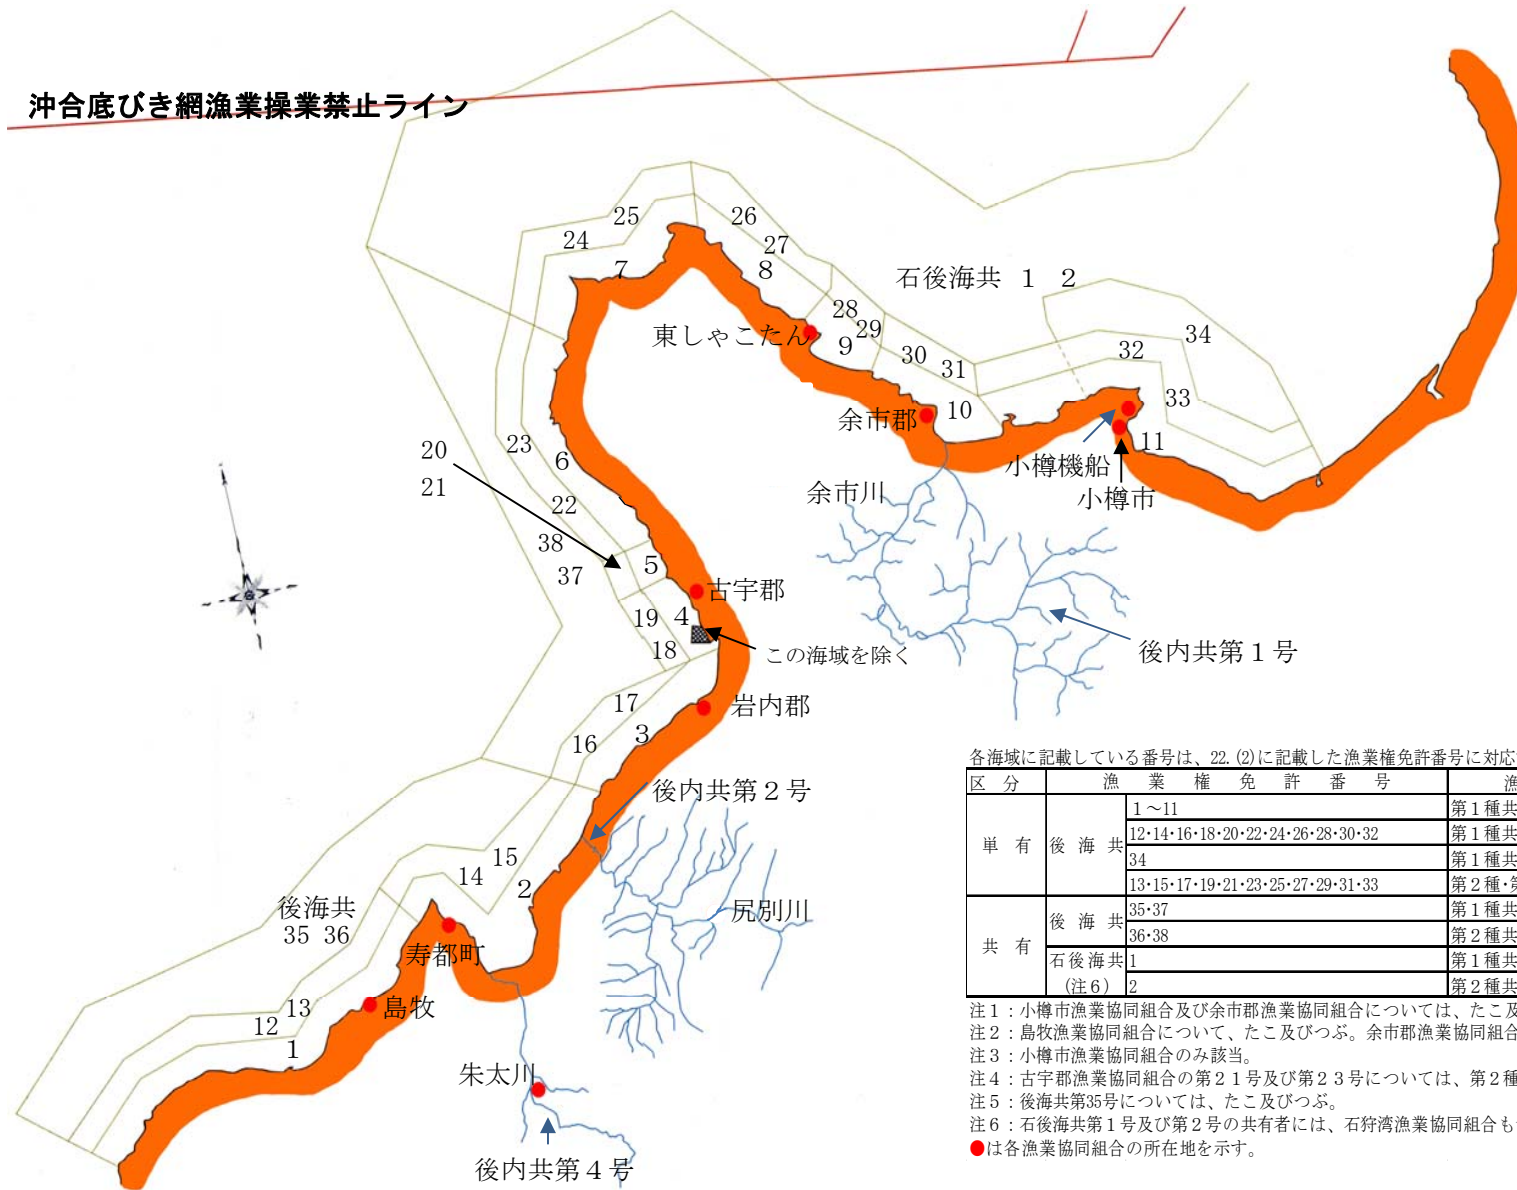 沖合底びき網漁業操業禁止ライン
25
26
24
27
7
8
石後海共 1 2
28
34
29
東しゃこたん
9
30
32
31
33
10
余市郡
23
20
6
11
小樽機船
21
余市川
小樽市
22
38
5
37
古宇郡
19
4
18
この海域を除く
後内共第1号
17
岩内郡
3
16
後内共第2号
15
14
2
尻別川
後海共
35 36
寿都町
13
島牧
12
1
朱太川
後内共第4号
各海域に記載している番号は、22.(2)に記載した漁業権免許番号に対応
区 分 漁 業 権 免 許 番 号 漁
単 有 後 海 共 1～11 第1種共
12・14・16・18・20・22・24・26・28・30・32 第1種共
34 第1種共
13・15・17・19・21・23・25・27・29・31・33 第2種・第
共 有 後 海 共 35・37 第1種共
36・38 第2種共
石後海共 1 第1種共
(注6) 2 第2種共
注1：小樽市漁業協同組合及び余市郡漁業協同組合については、たこ及
注2：島牧漁業協同組合について、たこ及びつぶ。余市郡漁業協同組合
注3：小樽市漁業協同組合のみ該当。
注4：古宇郡漁業協同組合の第21号及び第23号については、第2種
注5：後海共第35号については、たこ及びつぶ。
注6：石後海共第1号及び第2号の共有者には、石狩湾漁業協同組合も
●は各漁業協同組合の所在地を示す。